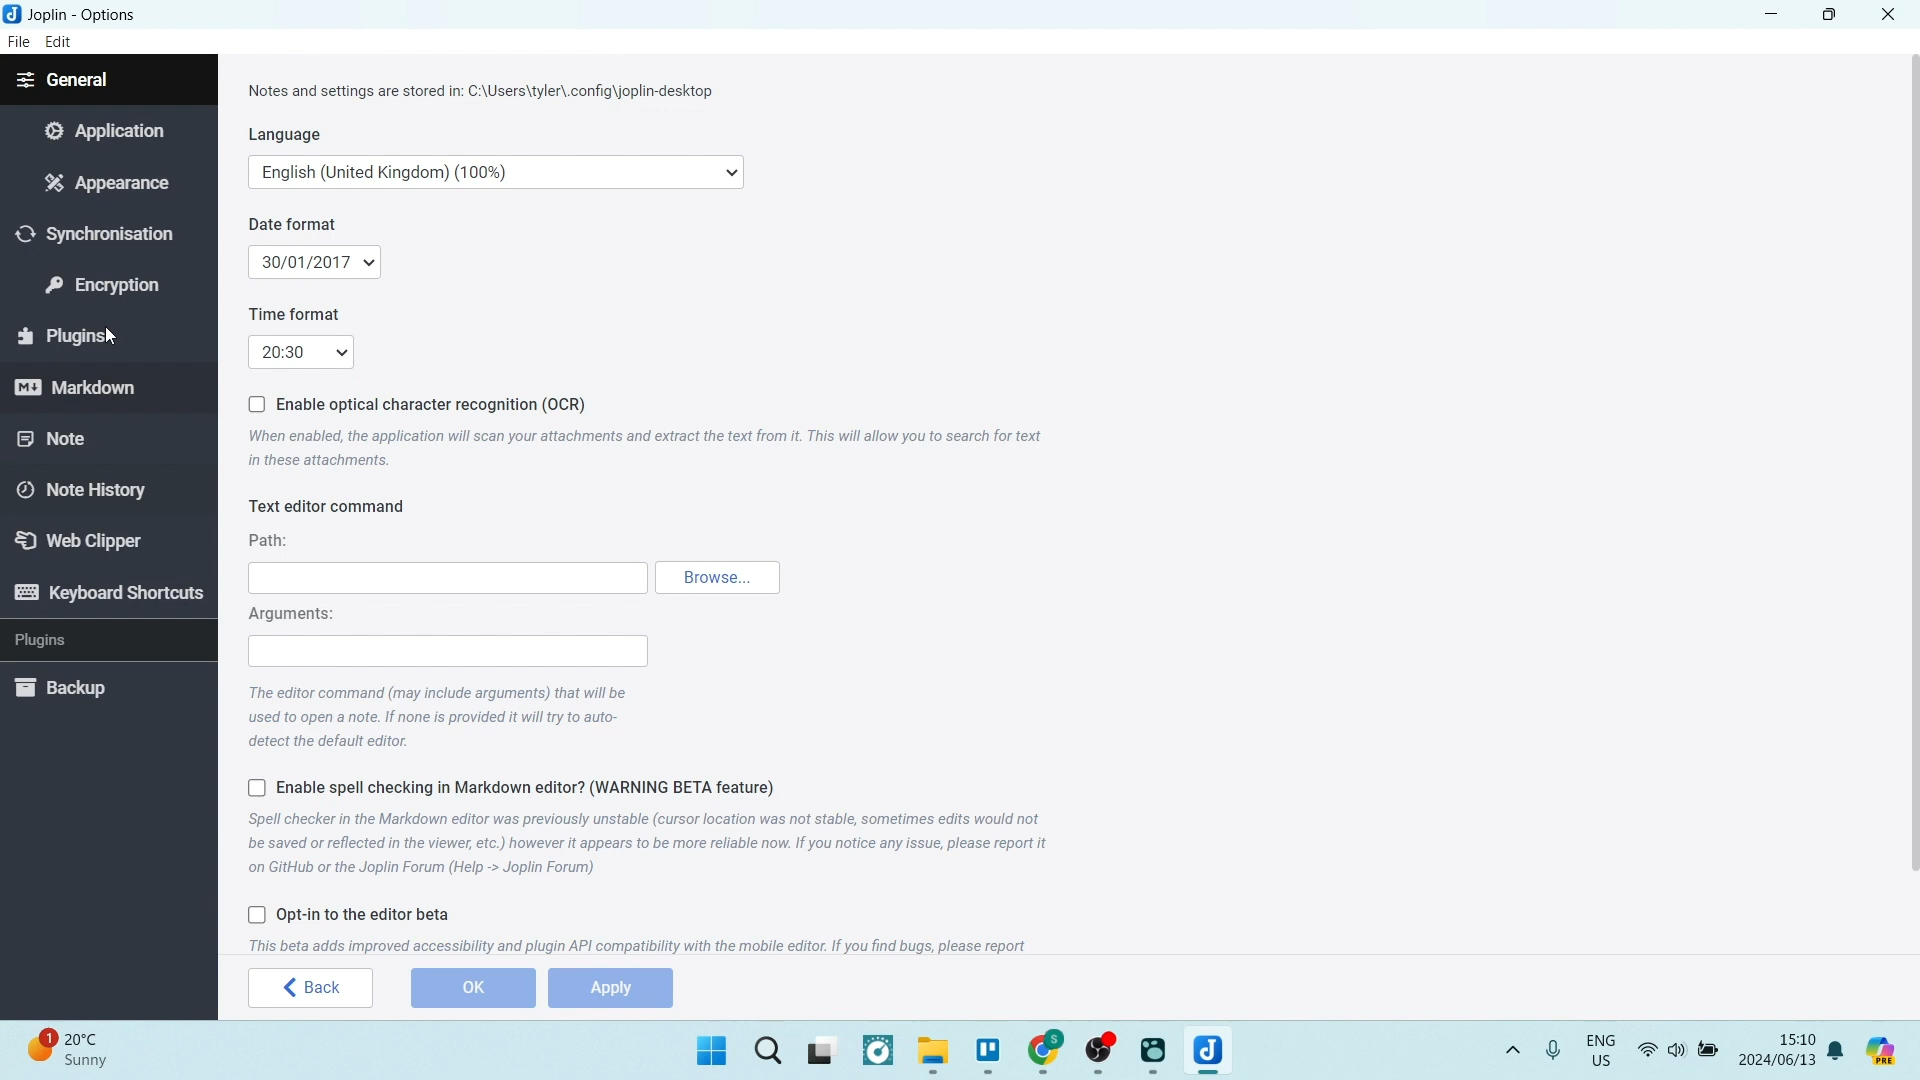 Joplin - Options
File Edit
General
Application
Appearance
Synchronisation
Encryption
Plugins
Markdown
Note
Note History
Web Clipper
Keyboard Shortcuts
Plugins
Backup
Notes and settings are stored in: C:\Users\tyler\.config\joplin-desktop
Language
English (United Kingdom) (100%)
Date format
30/01/2017
Time format
20:30
Enable optical character recognition (OCR)
When enabled, the application will scan your attachments and extract the text from it. This will allow you to search for text
in these attachments.
Text editor command
Path:
Browse...
Arguments:
The editor command (may include arguments) that will be
used to open a note. If none is provided it will try to auto-
detect the default editor.
Enable spell checking in Markdown editor? (WARNING BETA feature)
Spell checker in the Markdown editor was previously unstable (cursor location was not stable, sometimes edits would not
be saved or reflected in the viewer, etc.) however it appears to be more reliable now. If you notice any issue, please report it
on GitHub or the Joplin Forum (Help -> Joplin Forum)
Opt-in to the editor beta
This beta adds improved accessibility and plugin API compatibility with the mobile editor. If you find bugs, please report
Back OK Apply
1 20°C
Sunny
S
ENG
US
15:10
2024/06/13
PRE